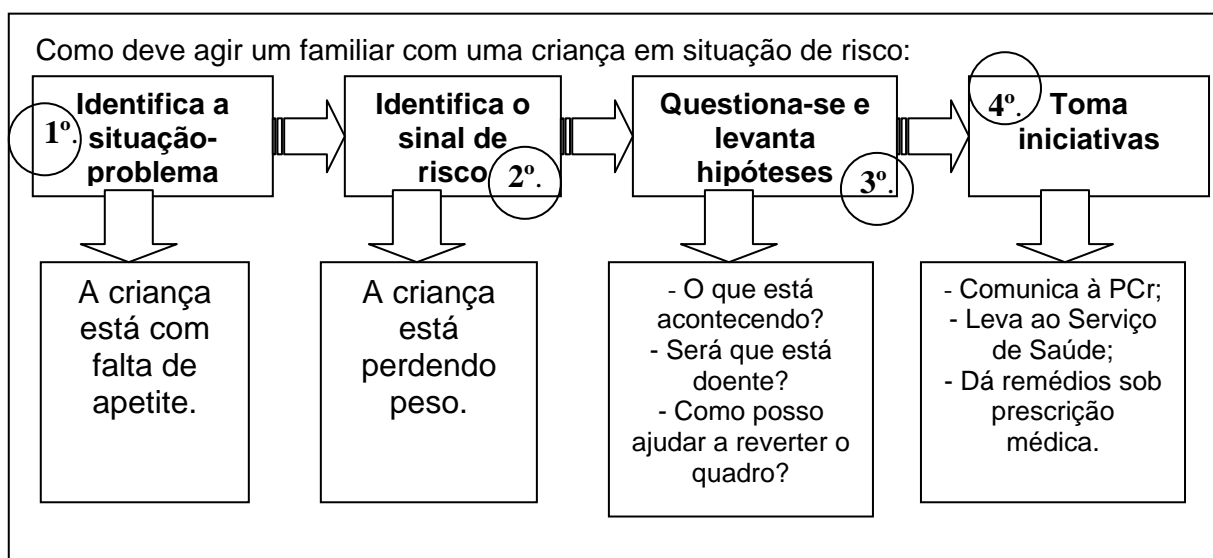 Como deve agir um familiar com uma criança em situação de risco:
1º.
Identifica a
situação-
problema
Identifica o
sinal de
risco
2º.
Questiona-se e
levanta
hipóteses
3º.
4º.
Toma
iniciativas
A criança
está com
falta de
apetite.
A criança
está
perdendo
peso.
- O que está
acontecendo?
- Será que está
doente?
- Como posso
ajudar a reverter o
quadro?
- Comunica à PCr;
- Leva ao Serviço
de Saúde;
- Dá remédios sob
prescrição
médica.